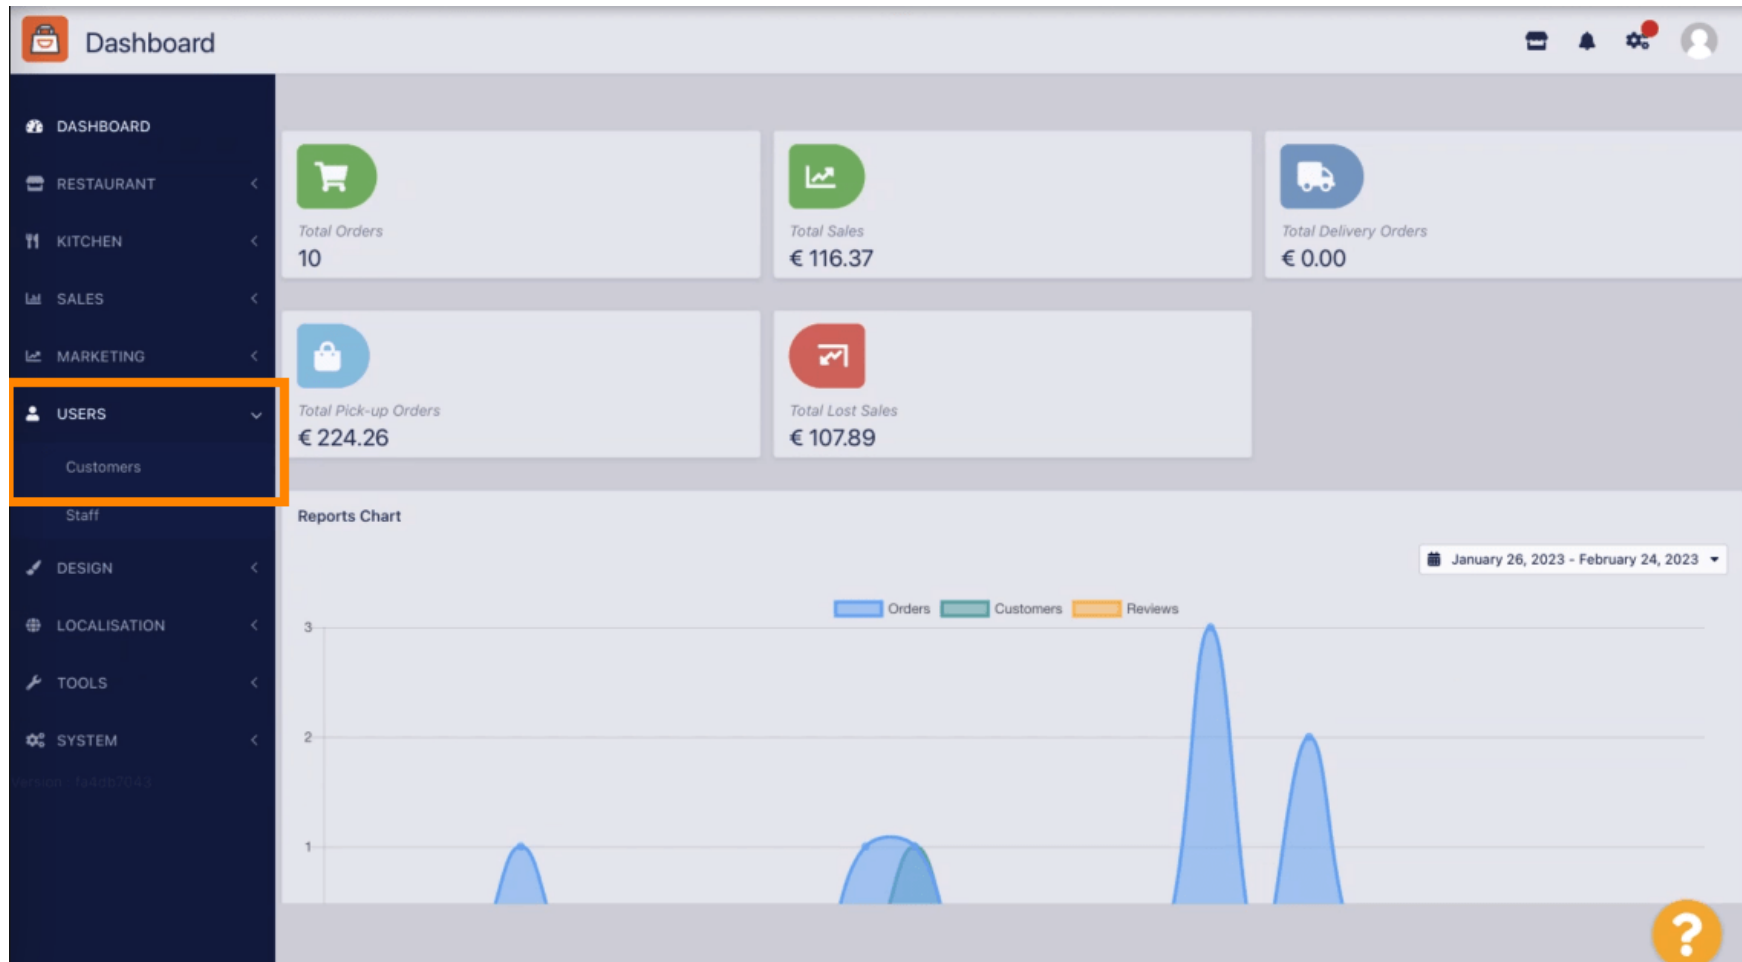 Dashboard
DASHBOARD
RESTAURANT
KITCHEN
SALES
MARKETING
USERS
Customers
Staff
DESIGN
LOCALISATION
TOOLS
SYSTEM
Total Orders
10
Total Sales
€ 116.37
Total Delivery Orders
€ 0.00
Total Pick-up Orders
€ 224.26
Total Lost Sales
€ 107.89
Reports Chart
January 26, 2023 - February 24, 2023
Orders Customers Reviews
3
2
1
?